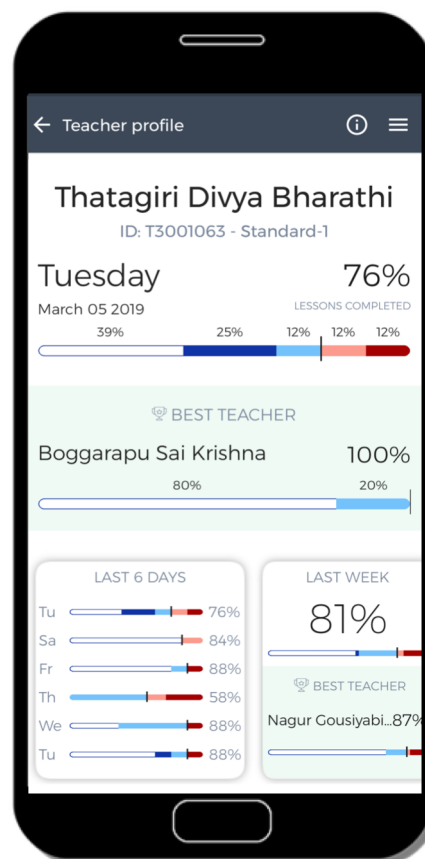 Teacher profile
Thatagiri Divya Bharathi
ID: T3001063 - Standard-1
Tuesday 76%
March 05 2019 LESSONS COMPLETED
39% 25% 12% 12% 12%
BEST TEACHER
Boggarapu Sai Krishna 100%
80% 20%
LAST 6 DAYS
Tu 76%
Sa 84%
Fr 88%
Th 58%
We 88%
Tu 88%
LAST WEEK
81%
BEST TEACHER
Nagur Gousiyabi...87%